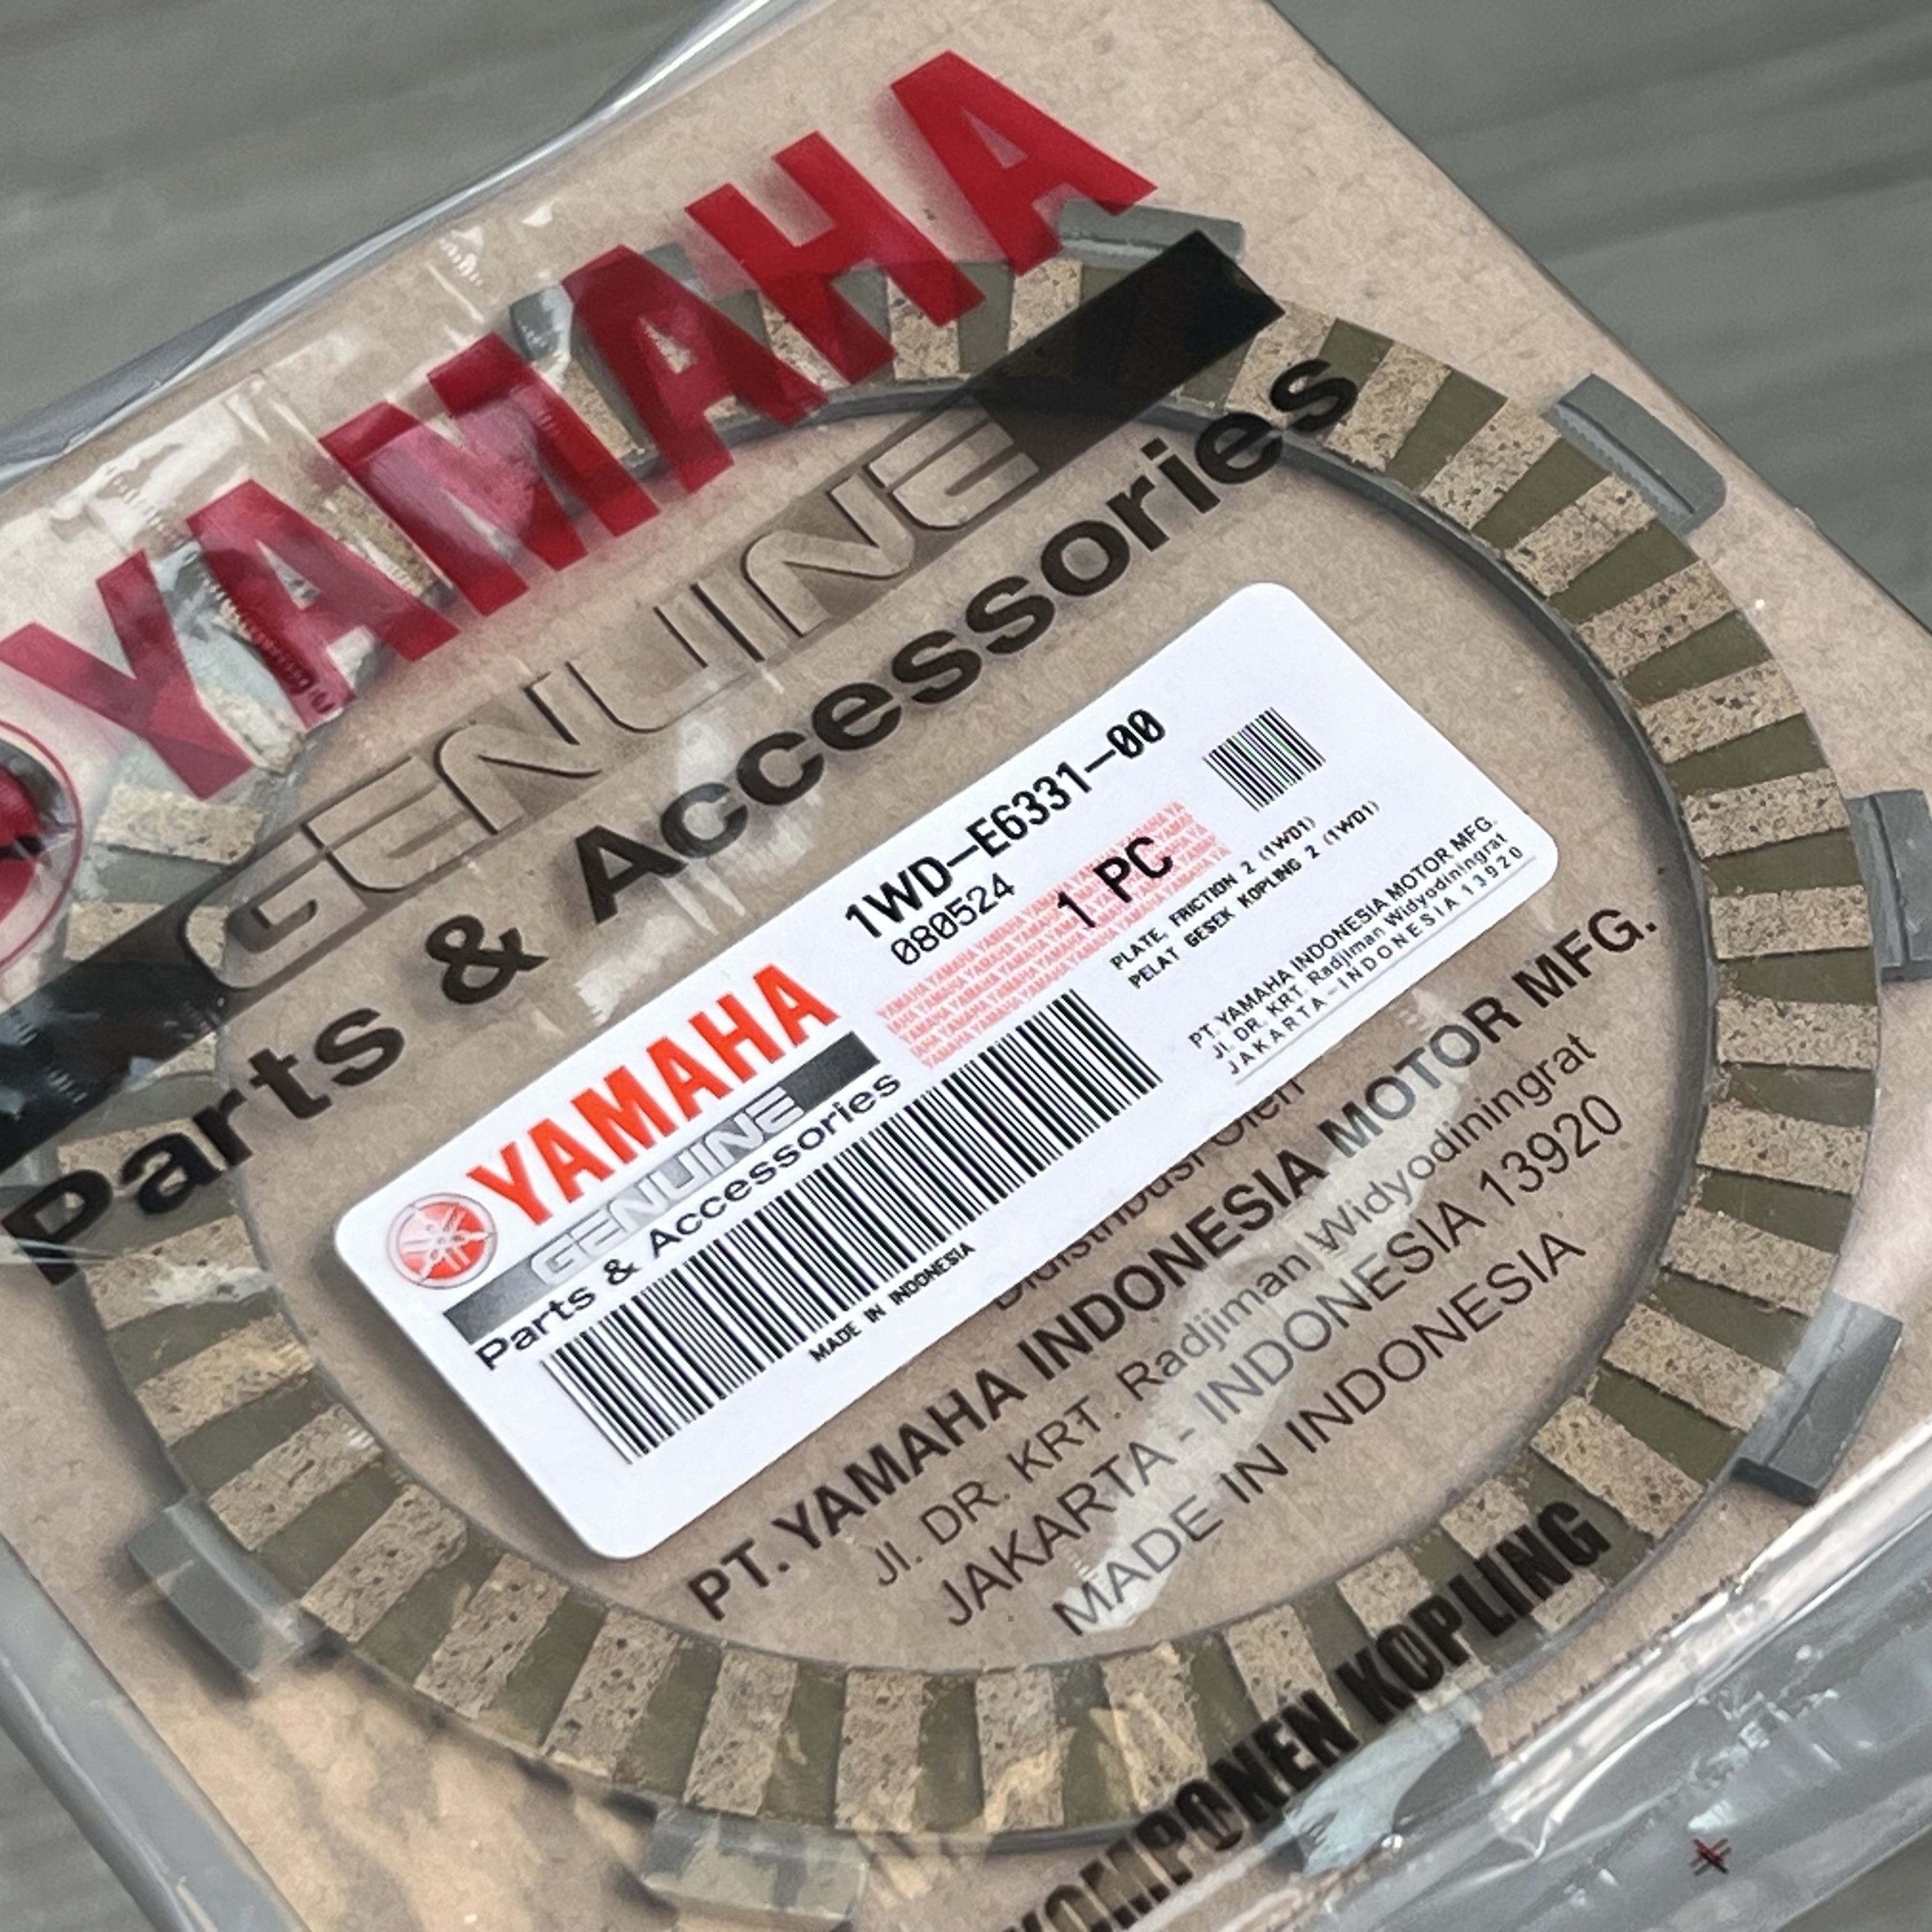 YAMAHA
GENUINE
Parts & Accessories
1WD-E6331-00
080524
1 PC
PLATE, FRICTION 2 (1WD1)
PELAT GESEK KOPLING 2 (1WD1)
PT. YAMAHA INDONESIA MOTOR MFG.
Jl. DR. KRT. Radjiman Widyodiningrat
JAKARTA - INDONESIA 13920
YAMAHA
GENUINE
Parts & Accessories
MADE IN INDONESIA
Didistribusi Oleh
PT. YAMAHA INDONESIA MOTOR MFG.
Jl. DR. KRT. Radjiman Widyodiningrat
JAKARTA - INDONESIA 13920
MADE IN INDONESIA
KOMPONEN KOPLING